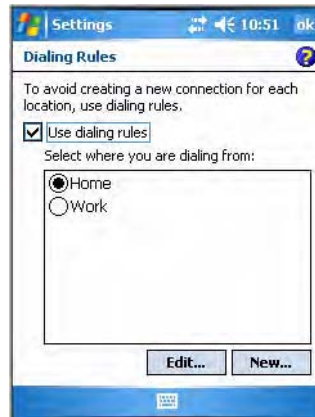 Settings 10:51 ok
Dialing Rules
To avoid creating a new connection for each
location, use dialing rules.
Use dialing rules
Select where you are dialing from:
Home
Work
Edit... New...